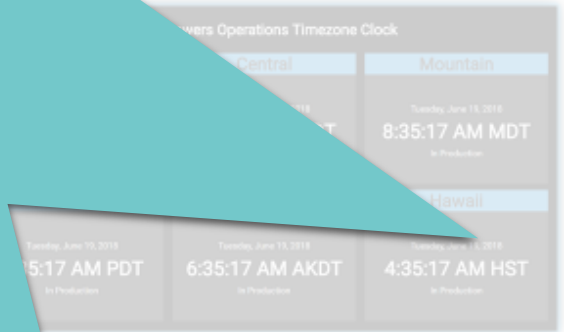 wers Operations Timezone Clock
Central
Mountain
Tuesday, June 19, 2018
8:35:17 AM MDT
In Production
Hawaii
Tuesday, June 19, 2018
Tuesday, June 19, 2018
Tuesday, June 19, 2018
5:17 AM PDT
6:35:17 AM AKDT
4:35:17 AM HST
In Production
In Production
In Production